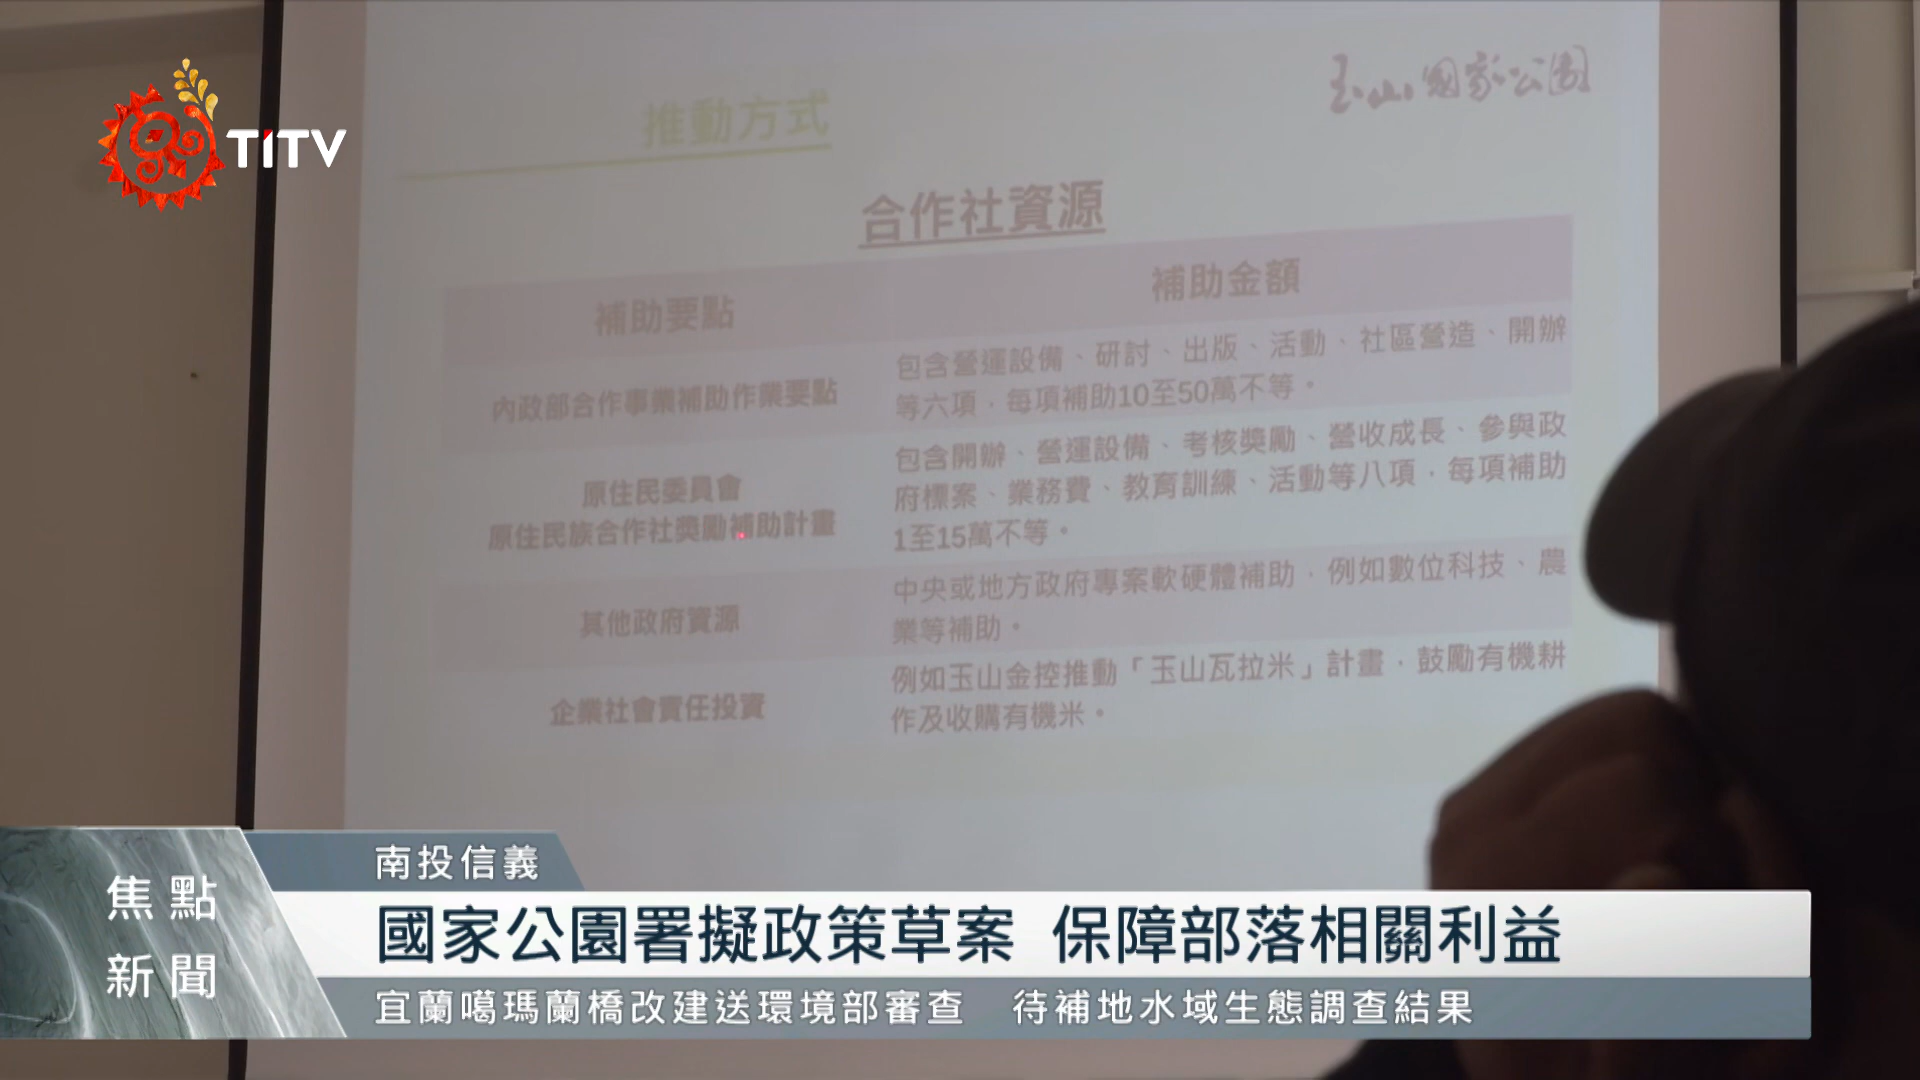 TITV
玉山國家公園
推動方式
合作社資源
補助要點
補助金額
內政部合作事業補助作業要點
包含營運設備、研討、出版、活動、社區營造、開辦
等六項，每項補助10至50萬不等。
原住民委員會
原住民族合作社獎勵補助計畫
包含開辦、營運設備、考核獎勵、營收成長、參與政
府標案、業務費、教育訓練、活動等八項，每項補助
1至15萬不等。
其他政府資源
中央或地方政府專案軟硬體補助，例如數位科技、農
業等補助。
企業社會責任投資
例如玉山金控推動「玉山瓦拉米」計畫，鼓勵有機耕
作及收購有機米。
南投信義
焦點
新聞
國家公園署擬政策草案 保障部落相關利益
宜蘭噶瑪蘭橋改建送環境部審查 待補地水域生態調查結果